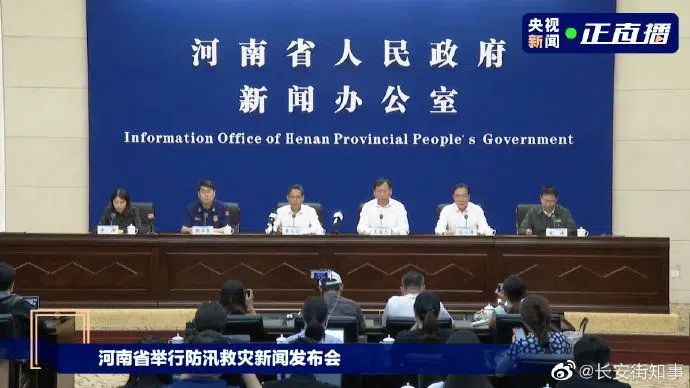 央视
新闻
正直播
河南省人民政府
新闻办公室
Information Office of Henan Provincial People's Government
河南省举行防汛救灾新闻发布会
@长安街知事